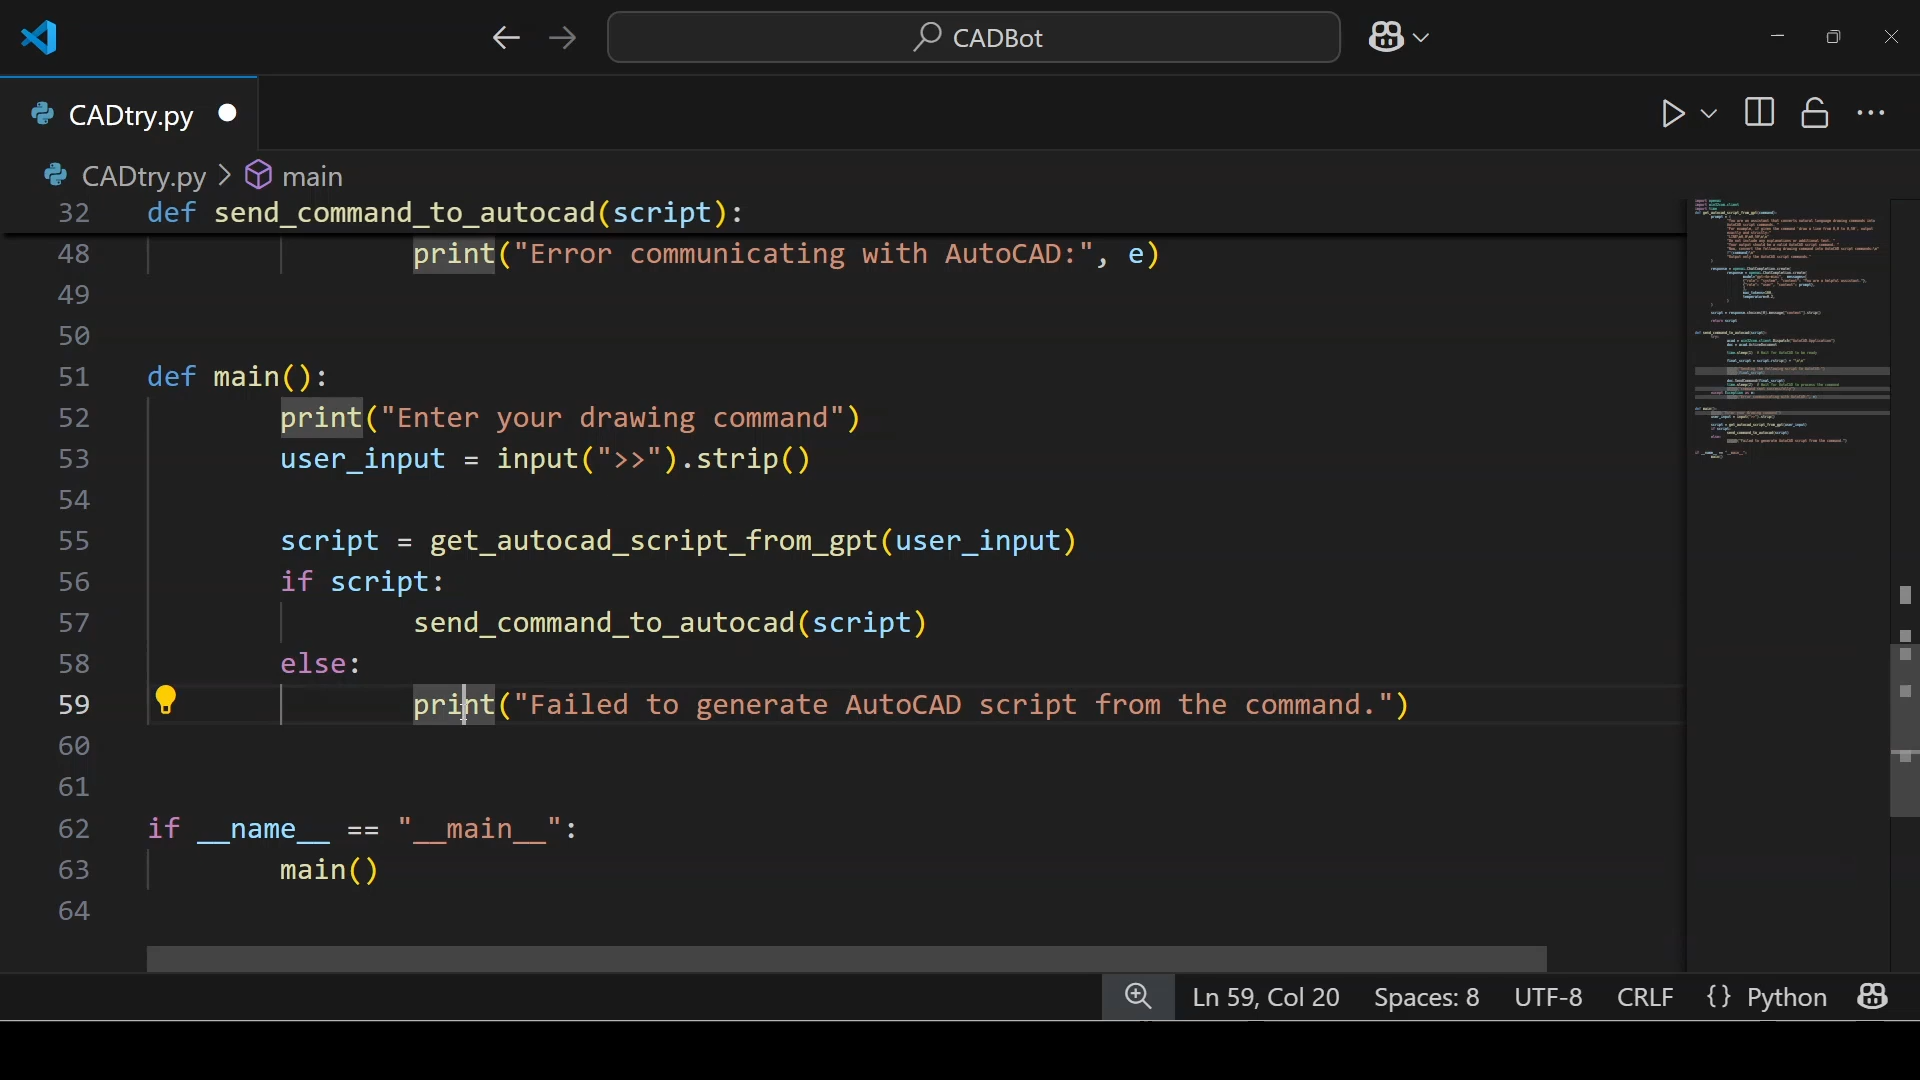 CADBot
CADtry.py
CADtry.py > main
32 def send_command_to_autocad(script):
48 print("Error communicating with AutoCAD:", e)
49
50
51 def main():
52 print("Enter your drawing command")
53 user_input = input(">>").strip()
54
55 script = get_autocad_script_from_gpt(user_input)
56 if script:
57 send_command_to_autocad(script)
58 else:
59 print("Failed to generate AutoCAD script from the command.")
60
61
62 if __name__ == "__main__":
63 main()
64
Ln 59, Col 20 Spaces: 8 UTF-8 CRLF {} Python